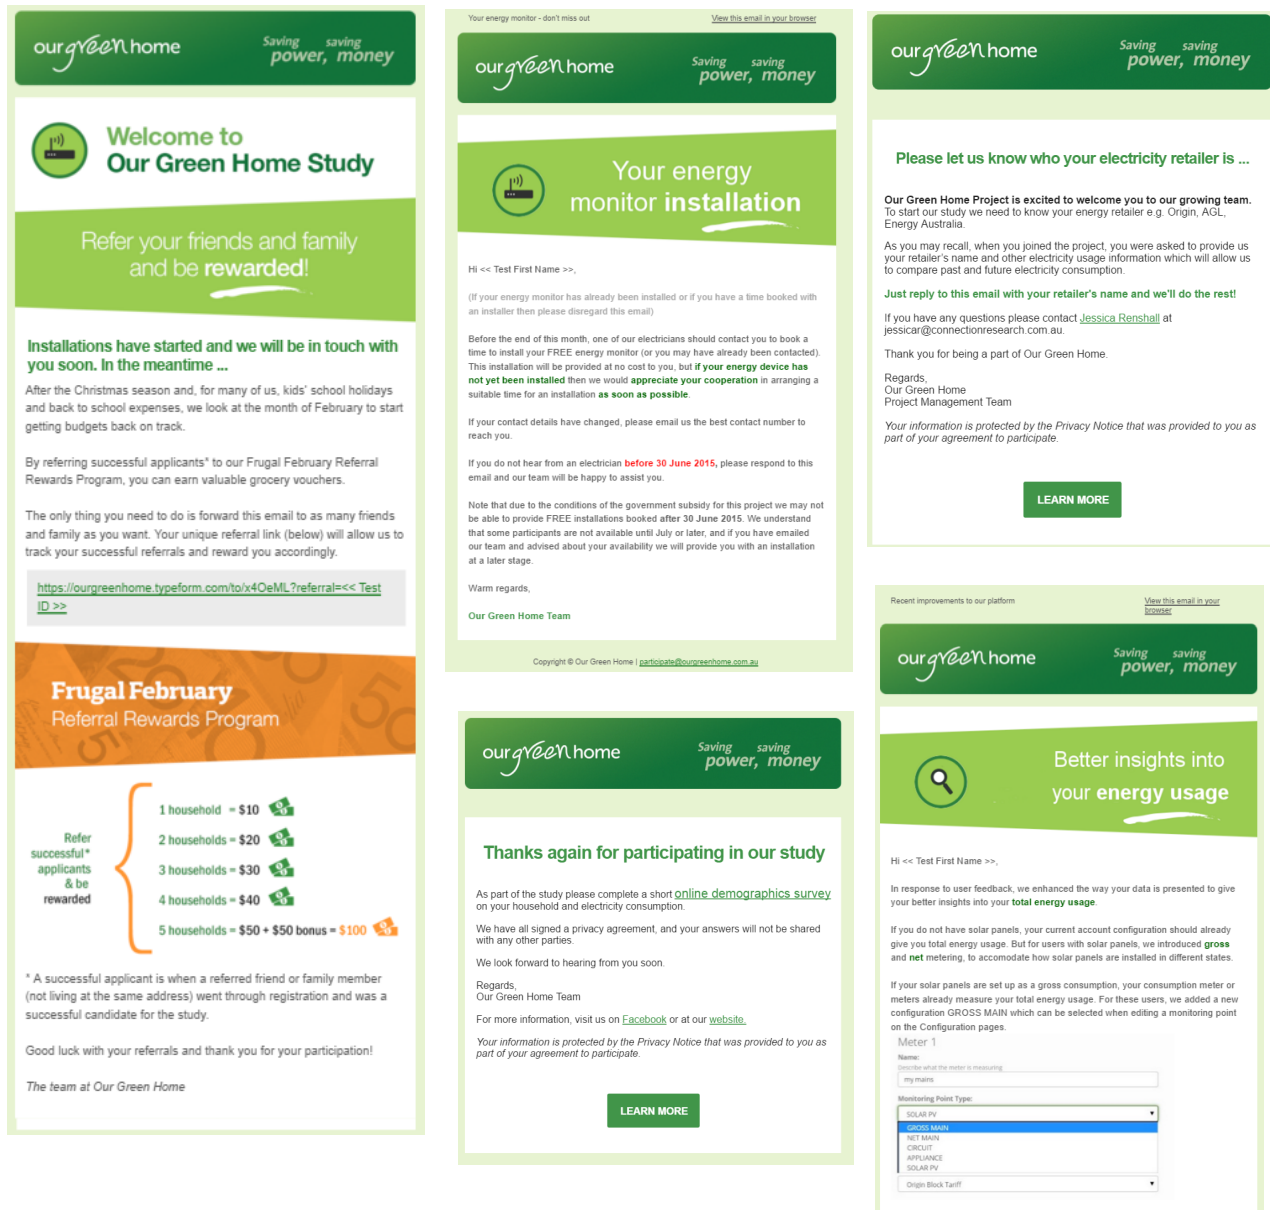 our green home
Saving power, saving money
Welcome to
Our Green Home Study
Refer your friends and family
and be rewarded!
Installations have started and we will be in touch with
you soon. In the meantime ...
After the Christmas season and, for many of us, kids' school holidays
and back to school expenses, we look at the month of February to start
getting budgets back on track.
By referring successful applicants* to our Frugal February Referral
Rewards Program, you can earn valuable grocery vouchers.
The only thing you need to do is forward this email to as many friends
and family as you want. Your unique referral link (below) will allow us to
track your successful referrals and reward you accordingly.
https://ourgreenhome.typeform.com/to/x4OeML?referral=<< Test
ID >>
Frugal February
Referral Rewards Program
Refer
successful*
applicants
& be
rewarded
1 household = $10
2 households = $20
3 households = $30
4 households = $40
5 households = $50 + $50 bonus = $100
* A successful applicant is when a referred friend or family member
(not living at the same address) went through registration and was a
successful candidate for the study.
Good luck with your referrals and thank you for your participation!
The team at Our Green Home
Your energy monitor - don't miss out
View this email in your browser
our green home
Saving power, saving money
Your energy
monitor installation
Hi << Test First Name >>,
(If your energy monitor has already been installed or if you have a time booked with
an installer then please disregard this email)
Before the end of this month, one of our electricians should contact you to book a
time to install your FREE energy monitor (or you may have already been contacted).
This installation will be provided at no cost to you, but if your energy device has
not yet been installed then we would appreciate your cooperation in arranging a
suitable time for an installation as soon as possible.
If your contact details have changed, please email us the best contact number to
reach you.
If you do not hear from an electrician before 30 June 2015, please respond to this
email and our team will be happy to assist you.
Note that due to the conditions of the government subsidy for this project we may not
be able to provide FREE installations booked after 30 June 2015. We understand
that some participants are not available until July or later, and if you have emailed
our team and advised about your availability we will provide you with an installation
at a later stage.
Warm regards,
Our Green Home Team
Copyright © Our Green Home | participate@ourgreenhome.com.au
our green home
Saving power, saving money
Thanks again for participating in our study
As part of the study please complete a short online demographics survey
on your household and electricity consumption.
We have all signed a privacy agreement, and your answers will not be shared
with any other parties.
We look forward to hearing from you soon.
Regards,
Our Green Home Team
For more information, visit us on Facebook or at our website.
Your information is protected by the Privacy Notice that was provided to you as
part of your agreement to participate.
LEARN MORE
our green home
Saving power, saving money
Please let us know who your electricity retailer is ...
Our Green Home Project is excited to welcome you to our growing team.
To start our study we need to know your energy retailer e.g. Origin, AGL,
Energy Australia.
As you may recall, when you joined the project, you were asked to provide us
your retailer's name and other electricity usage information which will allow us
to compare past and future electricity consumption.
Just reply to this email with your retailer's name and we'll do the rest!
If you have any questions please contact Jessica Renshall at
jessicar@connectionresearch.com.au.
Thank you for being a part of Our Green Home.
Regards,
Our Green Home
Project Management Team
Your information is protected by the Privacy Notice that was provided to you as
part of your agreement to participate.
LEARN MORE
Recent improvements to our platform
View this email in your
browser
our green home
Saving power, saving money
Better insights into
your energy usage
Hi << Test First Name >>,
In response to user feedback, we enhanced the way your data is presented to give
your better insights into your total energy usage.
If you do not have solar panels, your current account configuration should already
give you total energy usage. But for users with solar panels, we introduced gross
and net metering, to accomodate how solar panels are installed in different states.
If your solar panels are set up as a gross consumption, your consumption meter or
meters already measure your total energy usage. For these users, we added a new
configuration GROSS MAIN which can be selected when editing a monitoring point
on the Configuration pages.
Meter 1
Name:
Describe what the meter is measuring
my mains
Monitoring Point Type:
SOLAR PV
GROSS MAIN
NET MAIN
CIRCUIT
APPLIANCE
SOLAR PV
Origin Block Tariff